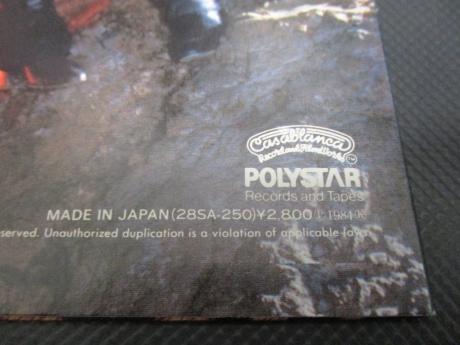 Casablanca
Record and FilmWorks
POLYSTAR
Records and Tapes
MADE IN JAPAN(28SA-250)¥2,800 Ⓟ 1984
served. Unauthorized duplication is a violation of applicable laws.